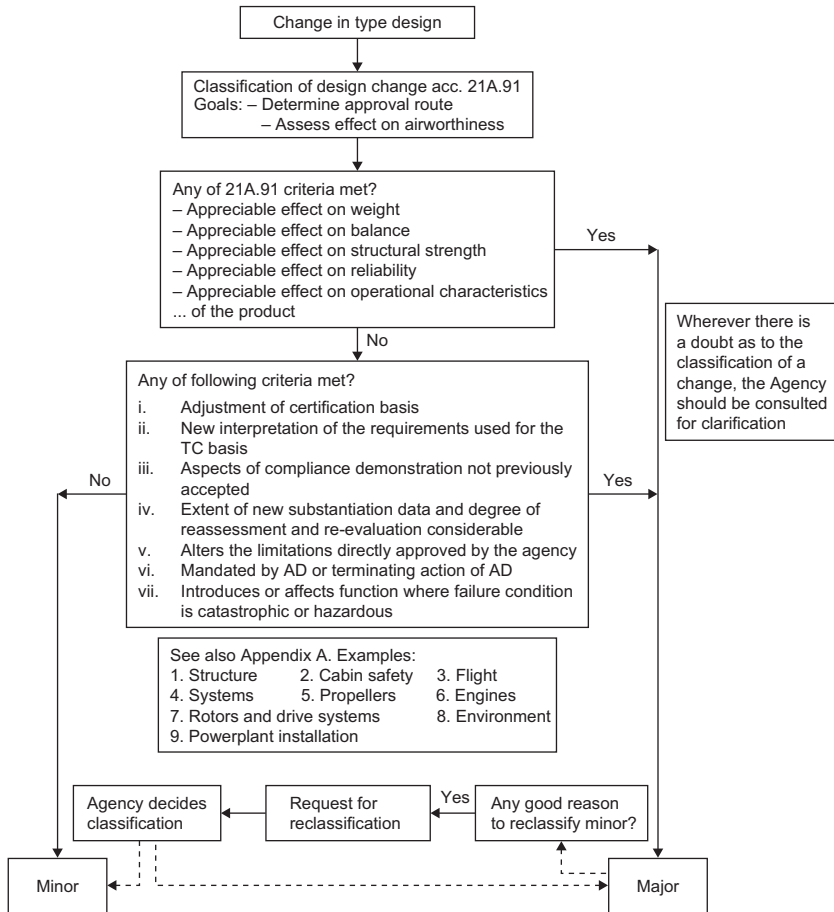 Change in type design
Classification of design change acc. 21A.91
Goals: – Determine approval route
– Assess effect on airworthiness
Any of 21A.91 criteria met?
– Appreciable effect on weight
– Appreciable effect on balance
– Appreciable effect on structural strength
– Appreciable effect on reliability
– Appreciable effect on operational characteristics
... of the product
Yes
No
Wherever there is
a doubt as to the
classification of a
change, the Agency
should be consulted
for clarification
Any of following criteria met?
i. Adjustment of certification basis
ii. New interpretation of the requirements used for the
TC basis
iii. Aspects of compliance demonstration not previously
accepted
iv. Extent of new substantiation data and degree of
reassessment and re-evaluation considerable
v. Alters the limitations directly approved by the agency
vi. Mandated by AD or terminating action of AD
vii. Introduces or affects function where failure condition
is catastrophic or hazardous
No
Yes
See also Appendix A. Examples:
1. Structure 2. Cabin safety 3. Flight
4. Systems 5. Propellers 6. Engines
7. Rotors and drive systems 8. Environment
9. Powerplant installation
Agency decides
classification
Request for
reclassification
Yes
Any good reason
to reclassify minor?
Minor
Major